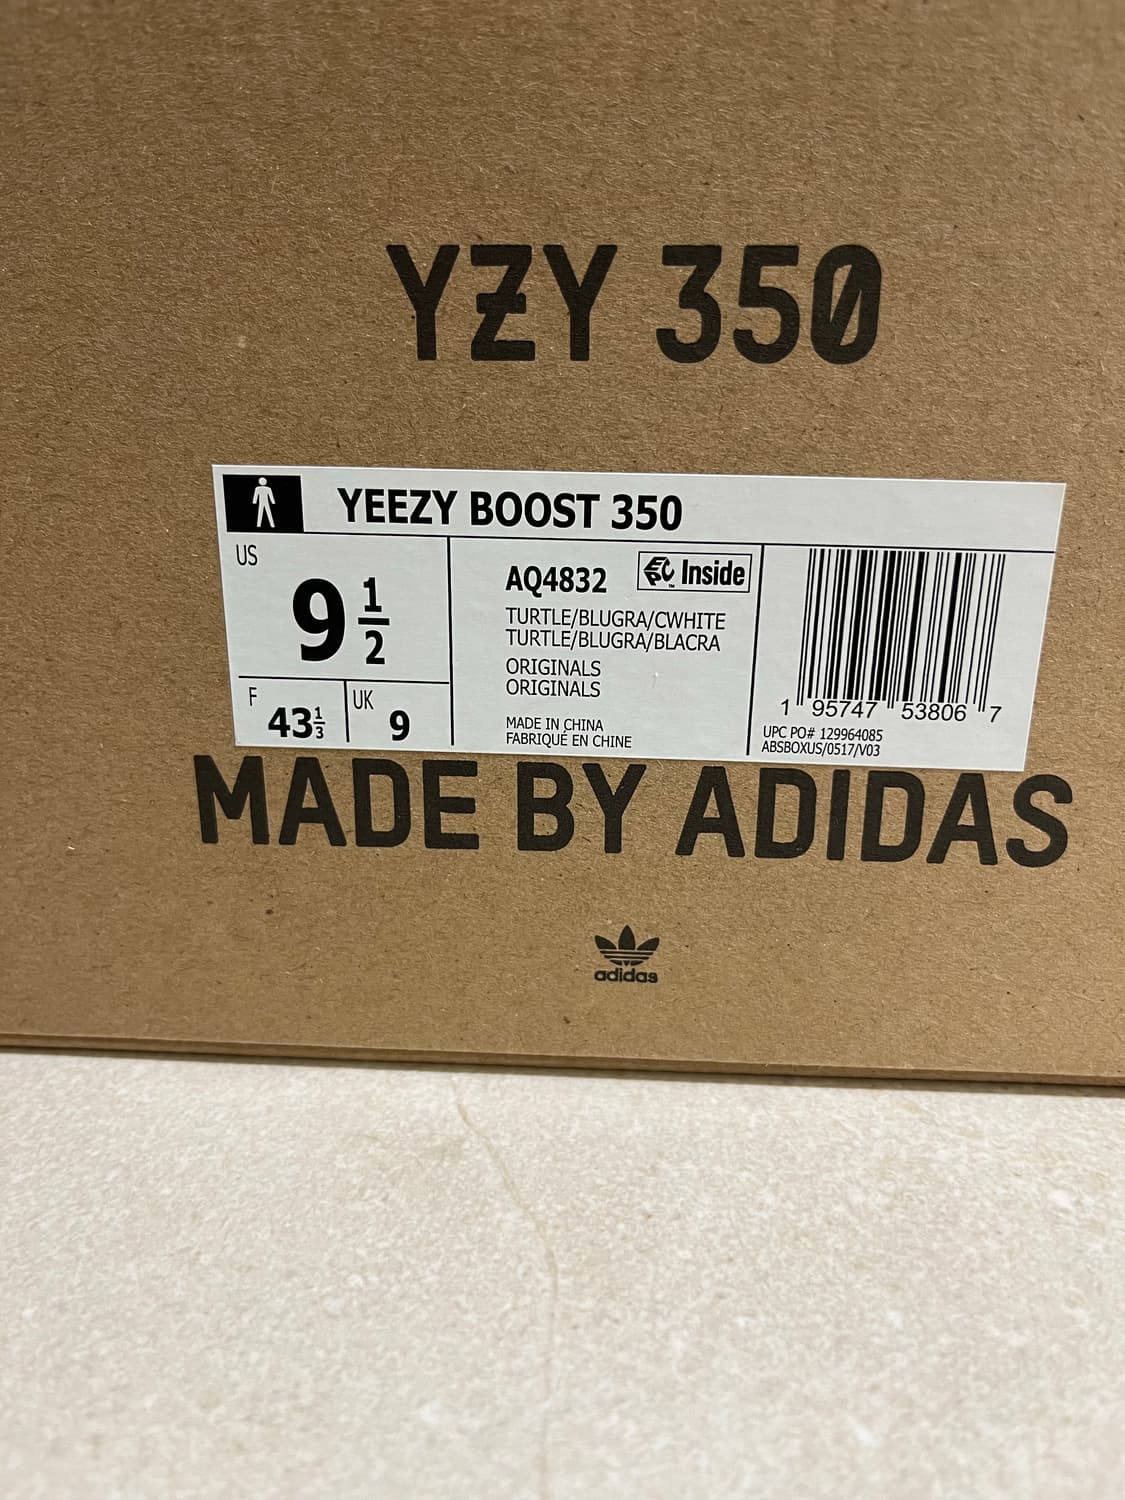 YZY 350
YEEZY BOOST 350
US
9 1/2
F
43 1/3
UK
9
AQ4832
Inside
TURTLE/BLUGRA/CWHITE
TURTLE/BLUGRA/BLACRA
ORIGINALS
ORIGINALS
MADE IN CHINA
FABRIQUÉ EN CHINE
1 95747 53806 7
UPC PO# 129964085
ABSBOXUS/0517/V03
MADE BY ADIDAS
adidas